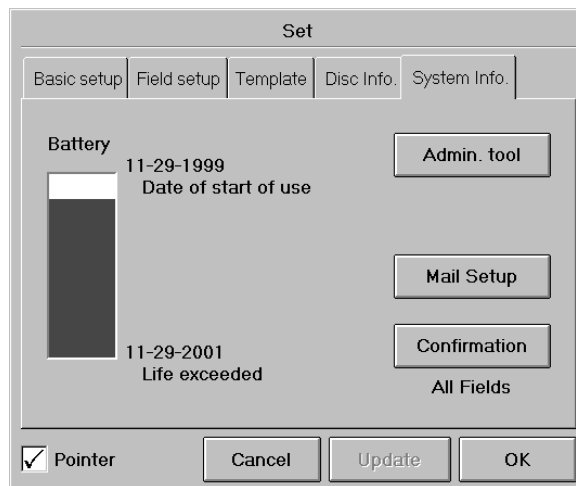 Set
Basic setup Field setup Template Disc Info. System Info.
Battery
11-29-1999
Date of start of use
Admin. tool
Mail Setup
11-29-2001
Life exceeded
Confirmation
All Fields
Pointer Cancel Update OK